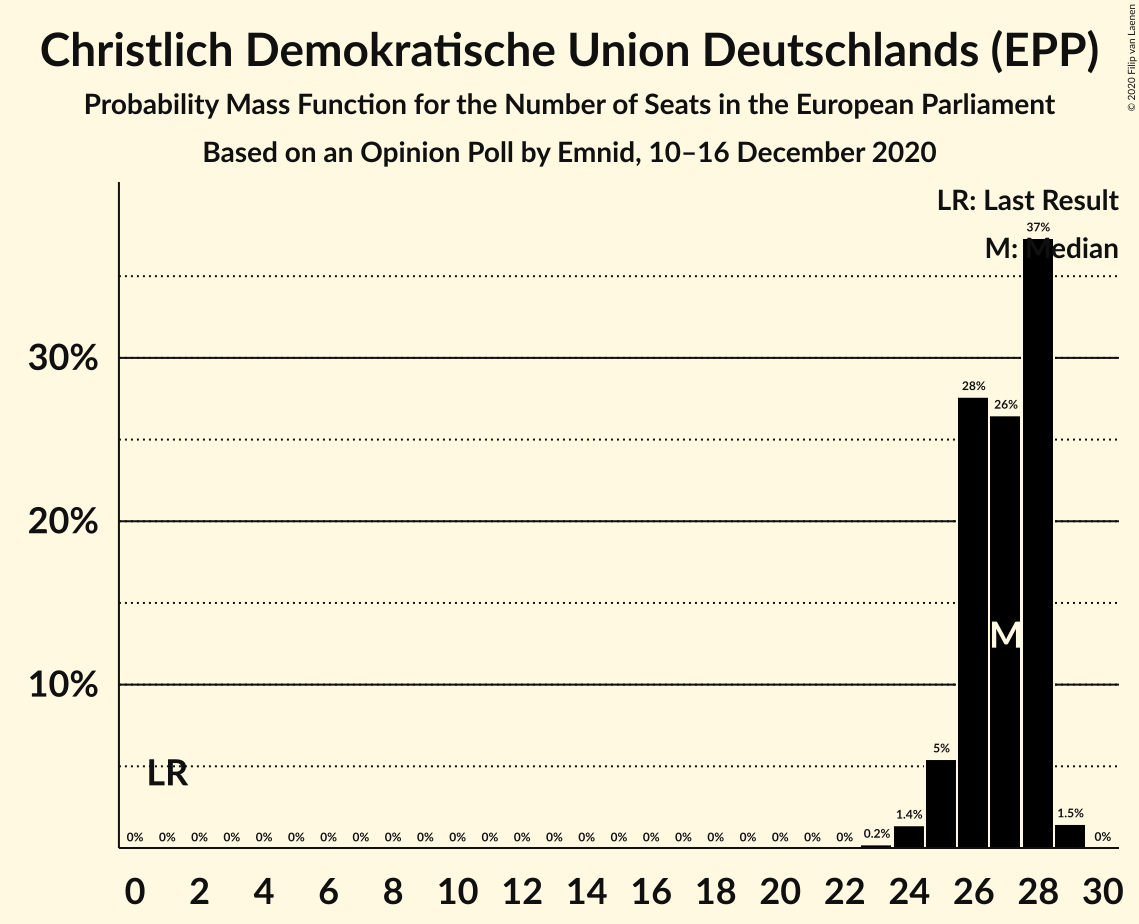 Christlich Demokratische Union Deutschlands (EPP)
Probability Mass Function for the Number of Seats in the European Parliament
Based on an Opinion Poll by Emnid, 10–16 December 2020
© 2020 Filip van Laenen
LR: Last Result
M: Median
37%
30%
28%
26%
20%
M
10%
LR
5%
0% 0% 0% 0% 0% 0% 0% 0% 0% 0% 0% 0% 0% 0% 0% 0% 0% 0% 0% 0% 0% 0% 0% 0.2% 1.4% 1.5% 0%
0 2 4 6 8 10 12 14 16 18 20 22 24 26 28 30